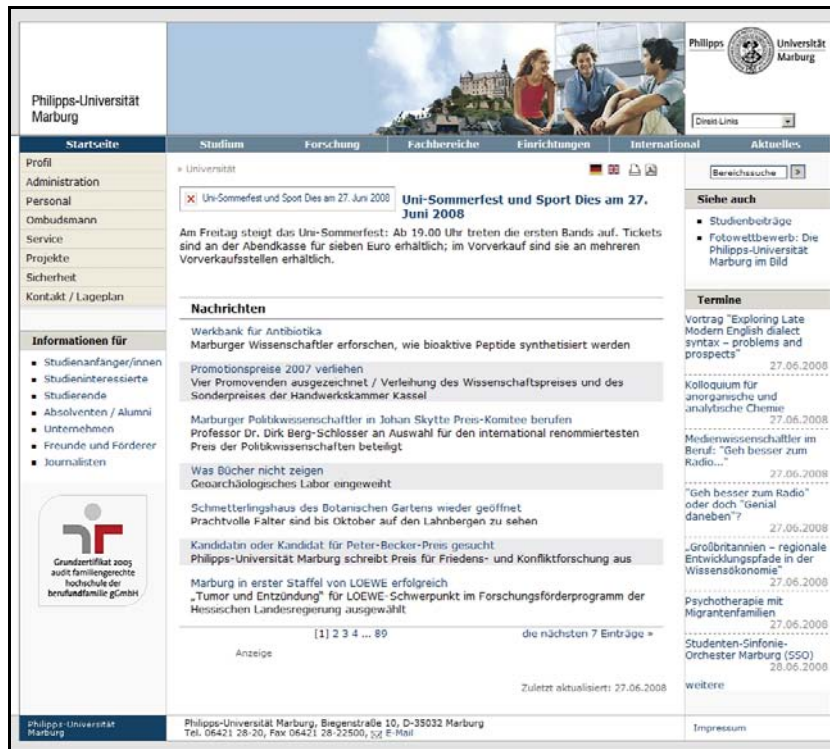 Philipps-Universität
Marburg
Philipps
Universität
Marburg
Direkt-Links
Startseite
Studium
Forschung
Fachbereiche
Einrichtungen
International
Aktuelles
Profil
Administration
Personal
Ombudsmann
Service
Projekte
Sicherheit
Kontakt / Lageplan
Informationen für
Studienanfänger/innen
Studieninteressierte
Studierende
Absolventen / Alumni
Unternehmen
Freunde und Förderer
Journalisten
Grundzertifikat 2005
audit familiengerechte
hochschule der
berufundfamilie gGmbH
» Universität
Uni-Sommerfest und Sport Dies am 27. Juni 2008
Uni-Sommerfest und Sport Dies am 27.
Juni 2008
Am Freitag steigt das Uni-Sommerfest: Ab 19.00 Uhr treten die ersten Bands auf. Tickets
sind an der Abendkasse für sieben Euro erhältlich; im Vorverkauf sind sie an mehreren
Vorverkaufsstellen erhältlich.
Nachrichten
Werkbank für Antibiotika
Marburger Wissenschaftler erforschen, wie bioaktive Peptide synthetisiert werden
Promotionspreise 2007 verliehen
Vier Promovenden ausgezeichnet / Verleihung des Wissenschaftspreises und des
Sonderpreises der Handwerkskammer Kassel
Marburger Politikwissenschaftler in Johan Skytte Preis-Komitee berufen
Professor Dr. Dirk Berg-Schlosser an Auswahl für den international renommiertesten
Preis der Politikwissenschaften beteiligt
Was Bücher nicht zeigen
Geoarchäologisches Labor eingeweiht
Schmetterlingshaus des Botanischen Gartens wieder geöffnet
Prachtvolle Falter sind bis Oktober auf den Lahnbergen zu sehen
Kandidatin oder Kandidat für Peter-Becker-Preis gesucht
Philipps-Universität Marburg schreibt Preis für Friedens- und Konfliktforschung aus
Marburg in erster Staffel von LOEWE erfolgreich
„Tumor und Entzündung" für LOEWE-Schwerpunkt im Forschungsförderprogramm der
Hessischen Landesregierung ausgewählt
[1] 2 3 4 ... 89
die nächsten 7 Einträge »
Anzeige
Zuletzt aktualisiert: 27.06.2008
Bereichssuche
Siehe auch
Studienbeiträge
Fotowettbewerb: Die
Philipps-Universität
Marburg im Bild
Termine
Vortrag "Exploring Late
Modern English dialect
syntax – problems and
prospects"
27.06.2008
Kolloquium für
anorganische und
analytische Chemie
27.06.2008
Medienwissenschaftler im
Beruf: "Geh besser zum
Radio..."
27.06.2008
"Geh besser zum Radio"
oder doch "Genial
daneben"?
27.06.2008
„Großbritannien – regionale
Entwicklungspfade in der
Wissensökonomie"
27.06.2008
Psychotherapie mit
Migrantenfamilien
27.06.2008
Studenten-Sinfonie-
Orchester Marburg (SSO)
28.06.2008
weitere
Philipps-Universität
Marburg
Philipps-Universität Marburg, Biegenstraße 10, D-35032 Marburg
Tel. 06421 28-20, Fax 06421 28-22500, E-Mail
Impressum